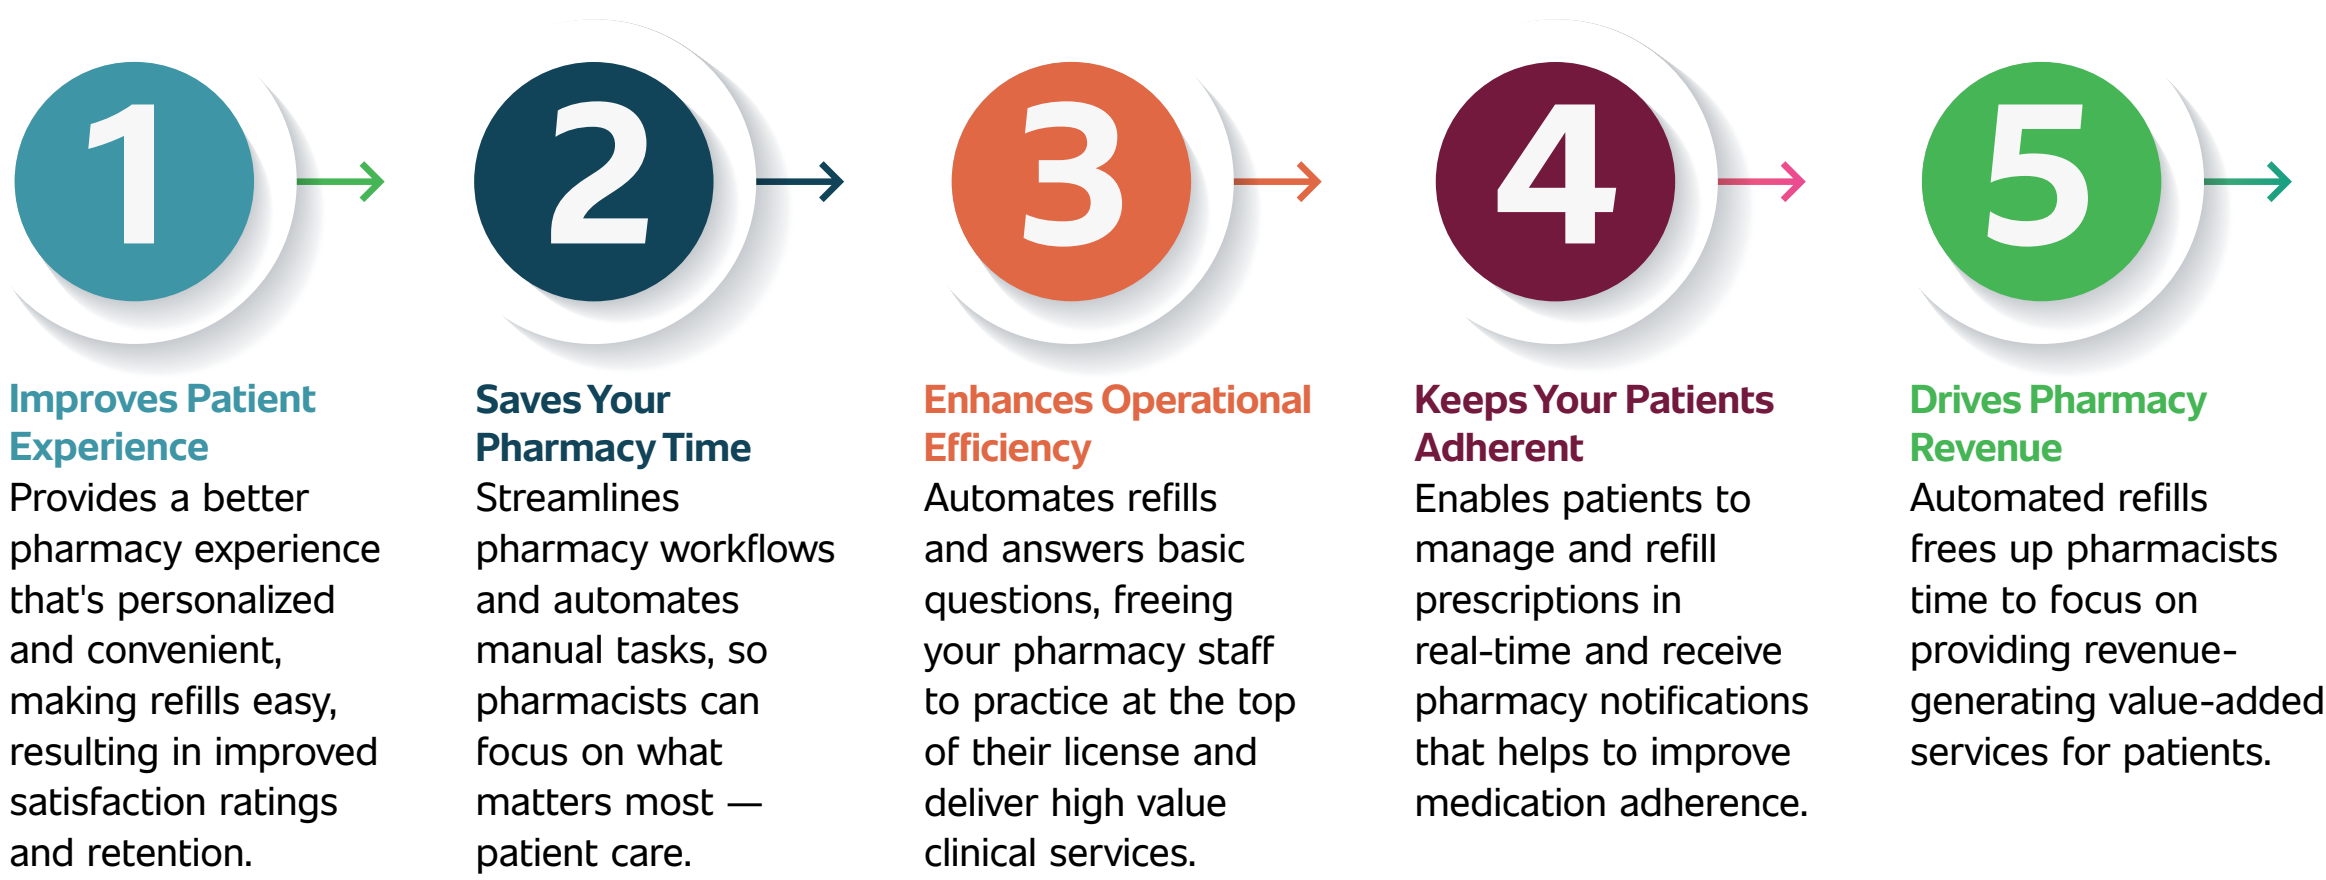 1
Improves Patient
Experience
Provides a better
pharmacy experience
that's personalized
and convenient,
making refills easy,
resulting in improved
satisfaction ratings
and retention.
2
Saves Your
Pharmacy Time
Streamlines
pharmacy workflows
and automates
manual tasks, so
pharmacists can
focus on what
matters most —
patient care.
3
Enhances Operational
Efficiency
Automates refills
and answers basic
questions, freeing
your pharmacy staff
to practice at the top
of their license and
deliver high value
clinical services.
4
Keeps Your Patients
Adherent
Enables patients to
manage and refill
prescriptions in
real-time and receive
pharmacy notifications
that helps to improve
medication adherence.
5
Drives Pharmacy
Revenue
Automated refills
frees up pharmacists
time to focus on
providing revenue-
generating value-added
services for patients.